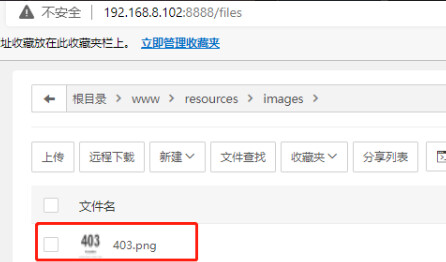 不安全 192.168.8.102:8888/files
址收藏放在此收藏夹栏上。 立即管理收藏夹
根目录 > www > resources > images >
上传 远程下载 新建 文件查找 收藏夹 分享列表
文件名
403 403.png